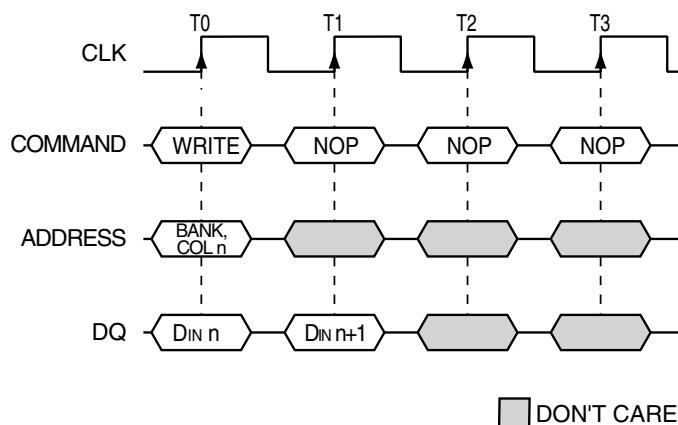 T0 T1 T2 T3
CLK
COMMAND WRITE NOP NOP NOP
ADDRESS BANK,
COL n
DQ DIN n DIN n+1
DON'T CARE